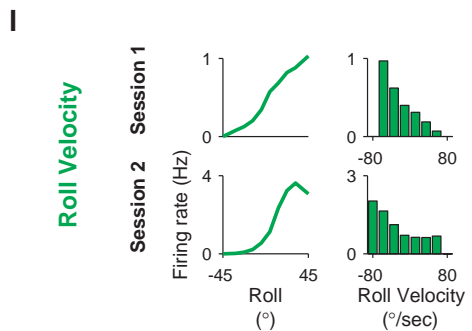 I
Roll Velocity
Session 1
1
0
1
0
-80
80
Session 2
Firing rate (Hz)
4
0
-45
45
Roll
(°)
3
0
-80
80
Roll Velocity
(°/sec)